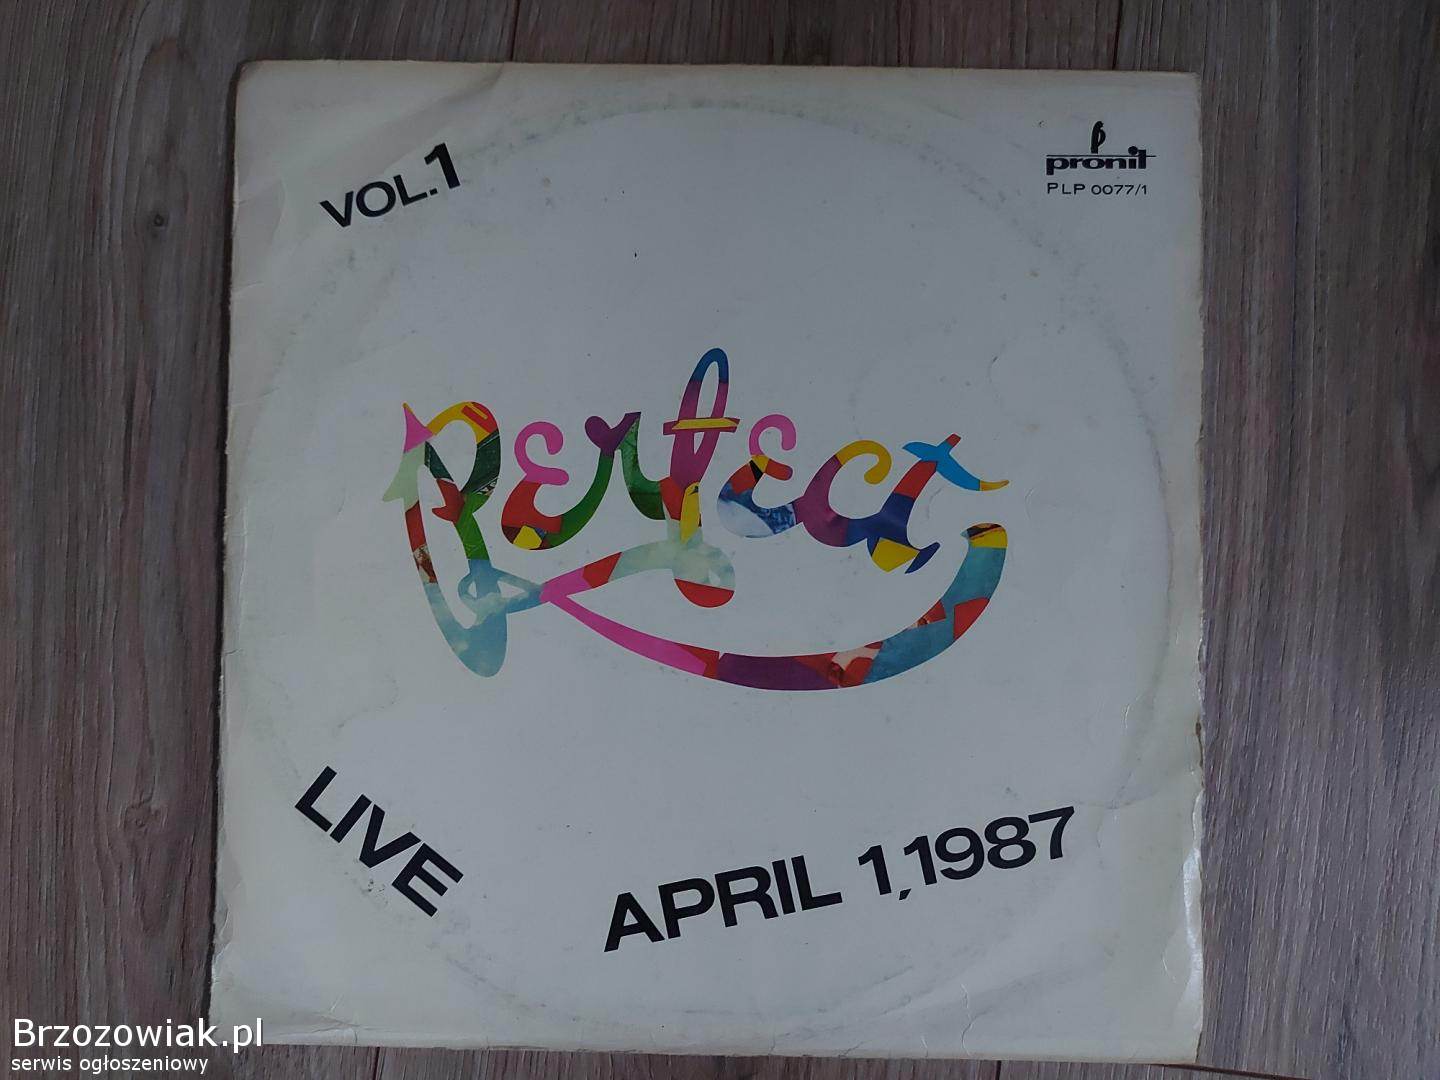 VOL.1
pronit
PLP 0077/1
Perfect
LIVE
APRIL 1,1987
Brzozowiak.pl
serwis ogłoszeniowy